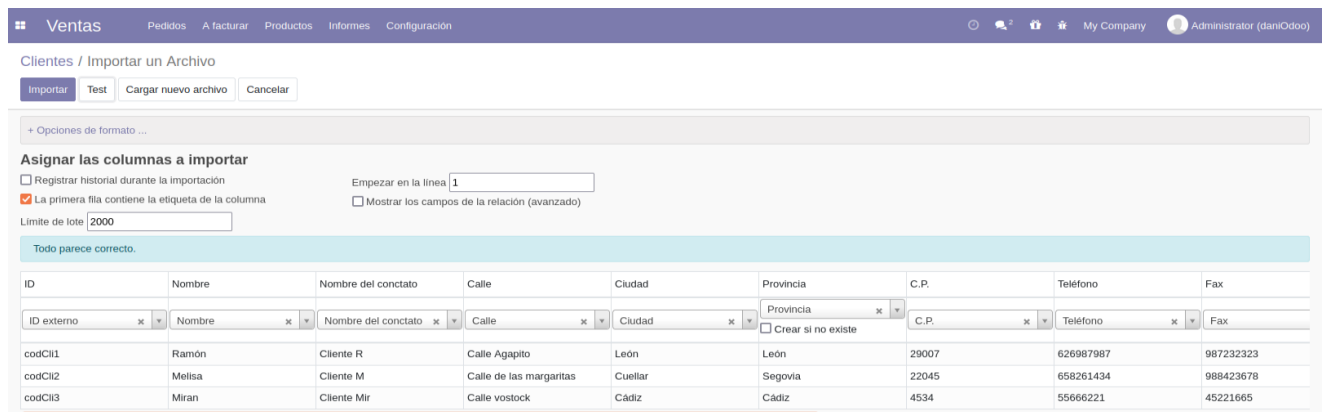 Ventas Pedidos A facturar Productos Informes Configuración 2 My Company Administrator (daniOdoo)
Clientes / Importar un Archivo
Importar Test Cargar nuevo archivo Cancelar
+ Opciones de formato ...
Asignar las columnas a importar
Registrar historial durante la importación Empezar en la línea 1
La primera fila contiene la etiqueta de la columna Mostrar los campos de la relación (avanzado)
Límite de lote 2000
Todo parece correcto.
ID Nombre Nombre del conctato Calle Ciudad Provincia C.P. Teléfono Fax
ID externo Nombre Nombre del conctato Calle Ciudad Provincia C.P. Teléfono Fax
Crear si no existe
codCli1 Ramón Cliente R Calle Agapito León León 29007 626987987 987232323
codCli2 Melisa Cliente M Calle de las margaritas Cuellar Segovia 22045 658261434 988423678
codCli3 Miran Cliente Mir Calle vostock Cádiz Cádiz 4534 55666221 45221665